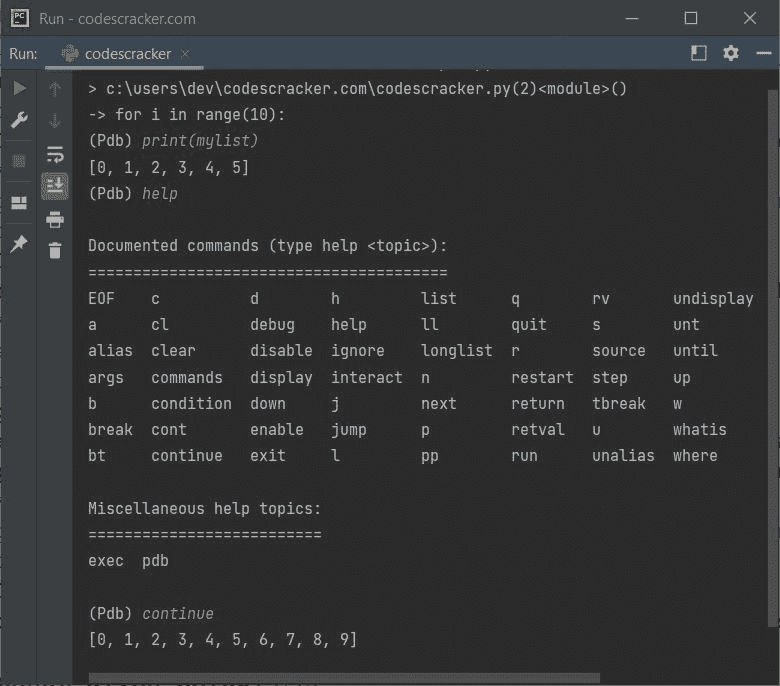 PC Run - codescracker.com
Run: codescracker
> c:\users\dev\codescracker.com\codescracker.py(2)<module>()
-> for i in range(10):
(Pdb) print(mylist)
[0, 1, 2, 3, 4, 5]
(Pdb) help
Documented commands (type help <topic>):
========================================
EOF c d h list q rv undisplay
a cl debug help ll quit s unt
alias clear disable ignore longlist r source until
args commands display interact n restart step up
b condition down j next return tbreak w
break cont enable jump p retval u whatis
bt continue exit l pp run unalias where
Miscellaneous help topics:
==========================
exec pdb
(Pdb) continue
[0, 1, 2, 3, 4, 5, 6, 7, 8, 9]